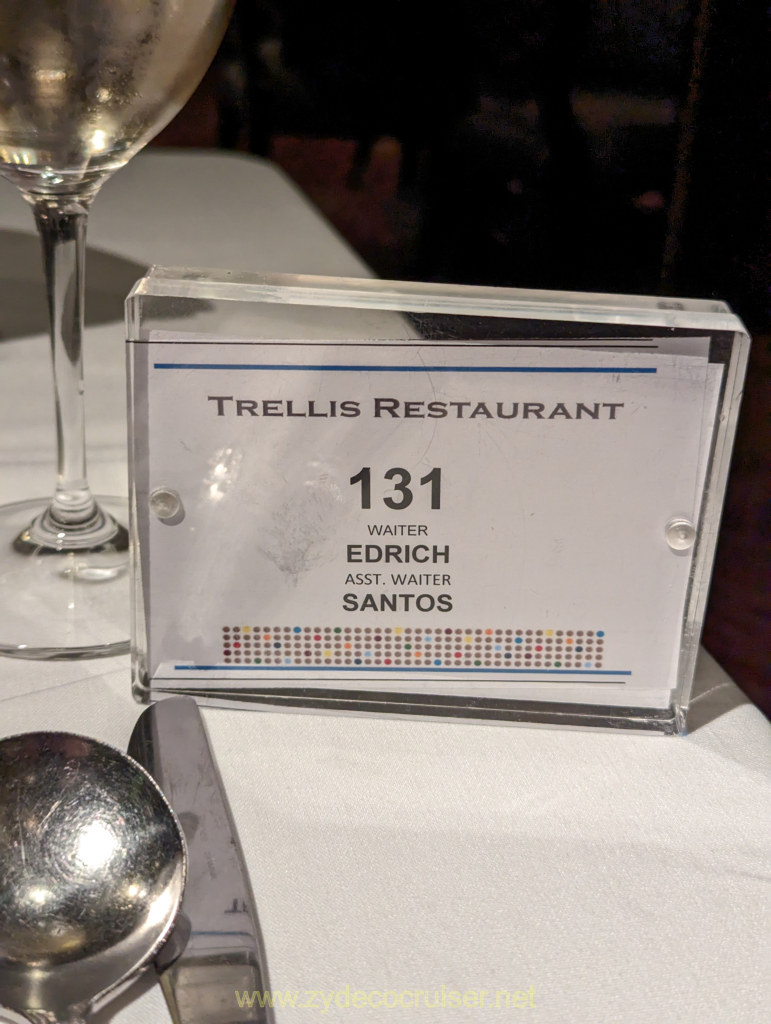 TRELLIS RESTAURANT
131
WAITER
EDRICH
ASST. WAITER
SANTOS
www.zydecocruiser.net